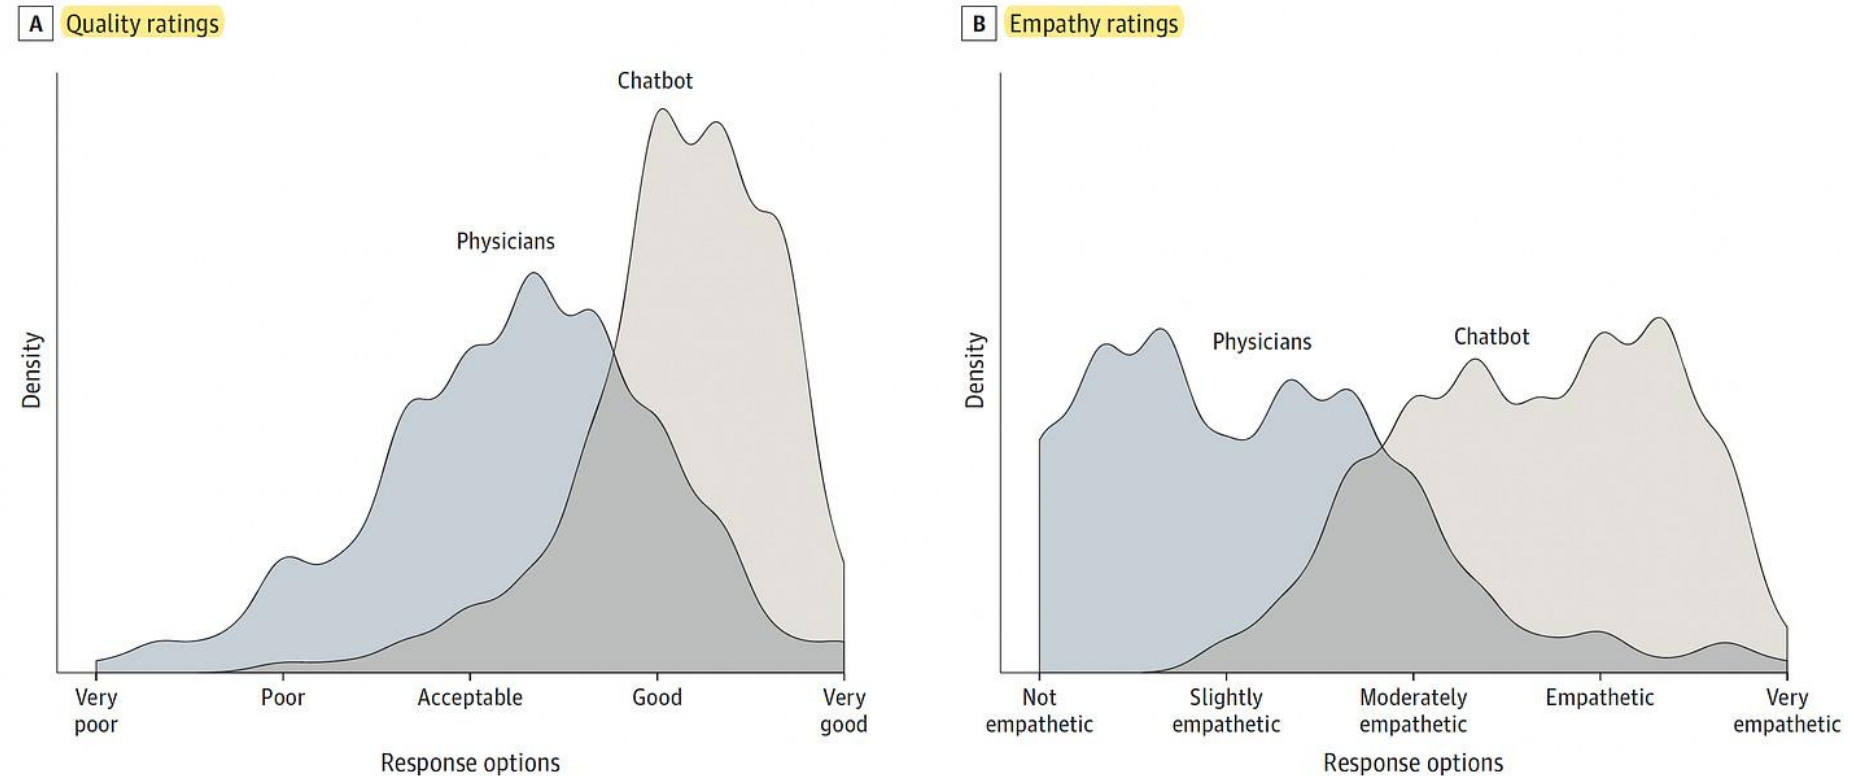 A Quality ratings
Chatbot
Physicians
Density
Very poor
Poor
Acceptable
Good
Very good
Response options
B Empathy ratings
Physicians
Chatbot
Density
Not empathetic
Slightly empathetic
Moderately empathetic
Empathetic
Very empathetic
Response options